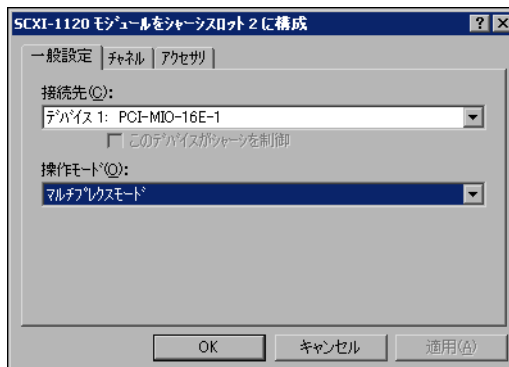 SCXI-1120 ﾓｼﾞｭｰﾙをｼｬｰｼｽﾛｯﾄ 2 に構成
一般設定 ﾁｬﾈﾙ ｱｸｾｻﾘ
接続先(C):
ﾃﾞﾊﾞｲｽ 1: PCI-MIO-16E-1
このﾃﾞﾊﾞｲｽがｼｬｰｼを制御
操作ﾓｰﾄﾞ(O):
ﾏﾙﾁﾌﾟﾚｸｽﾓｰﾄﾞ
OK キャンセル 適用(A)